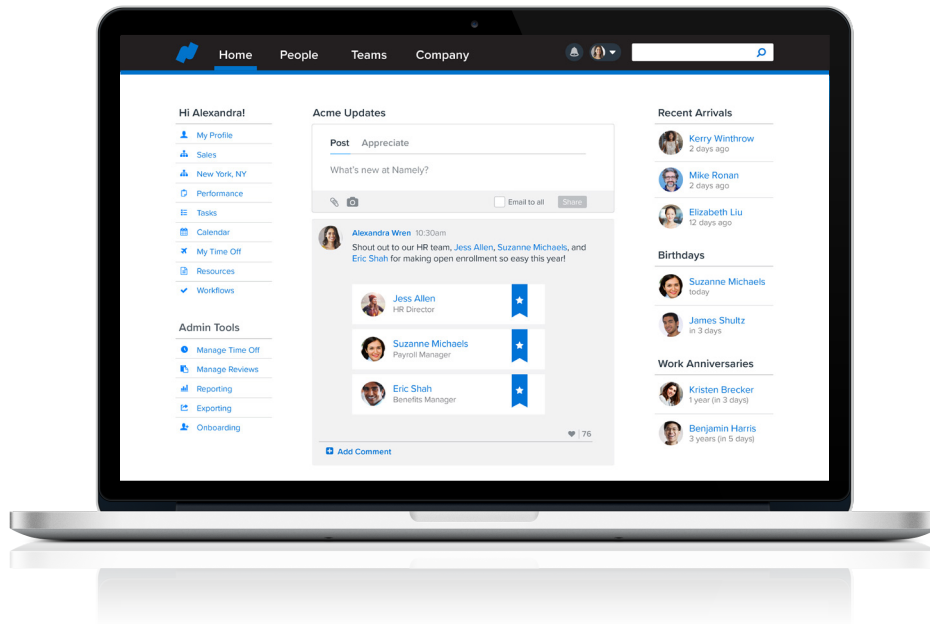 Home People Teams Company
Hi Alexandra!
My Profile
Sales
New York, NY
Performance
Tasks
Calendar
My Time Off
Resources
Workflows
Admin Tools
Manage Time Off
Manage Reviews
Reporting
Exporting
Onboarding
Acme Updates
Post Appreciate
What's new at Namely?
Email to all Share
Alexandra Wren 10:30am
Shout out to our HR team, Jess Allen, Suzanne Michaels, and
Eric Shah for making open enrollment so easy this year!
Jess Allen
HR Director
Suzanne Michaels
Payroll Manager
Eric Shah
Benefits Manager
76
Add Comment
Recent Arrivals
Kerry Winthrow
2 days ago
Mike Ronan
2 days ago
Elizabeth Liu
12 days ago
Birthdays
Suzanne Michaels
today
James Shultz
in 3 days
Work Anniversaries
Kristen Brecker
1 year (in 3 days)
Benjamin Harris
3 years (in 5 days)